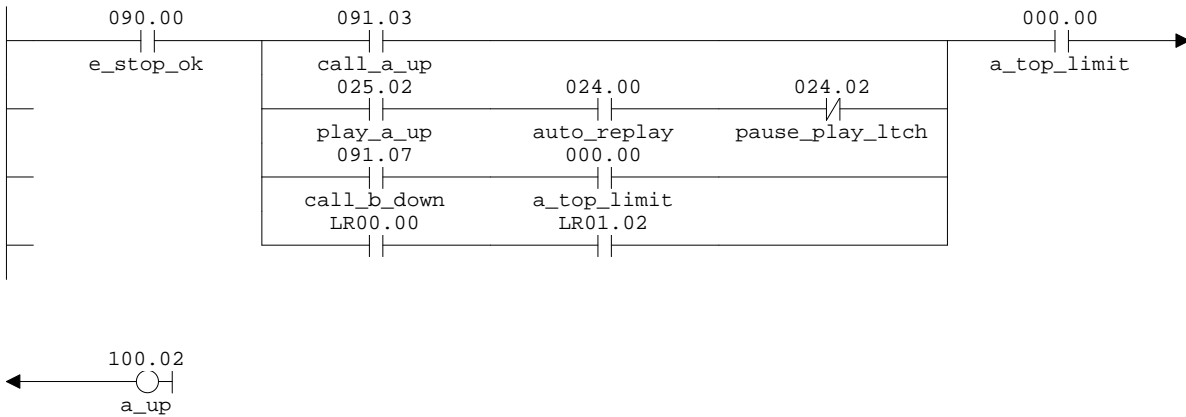 090.00 091.03 000.00
e_stop_ok call_a_up a_top_limit
025.02 024.00 024.02
play_a_up auto_replay pause_play_ltch
091.07 000.00
call_b_down a_top_limit
LR00.00 LR01.02
100.02
a_up